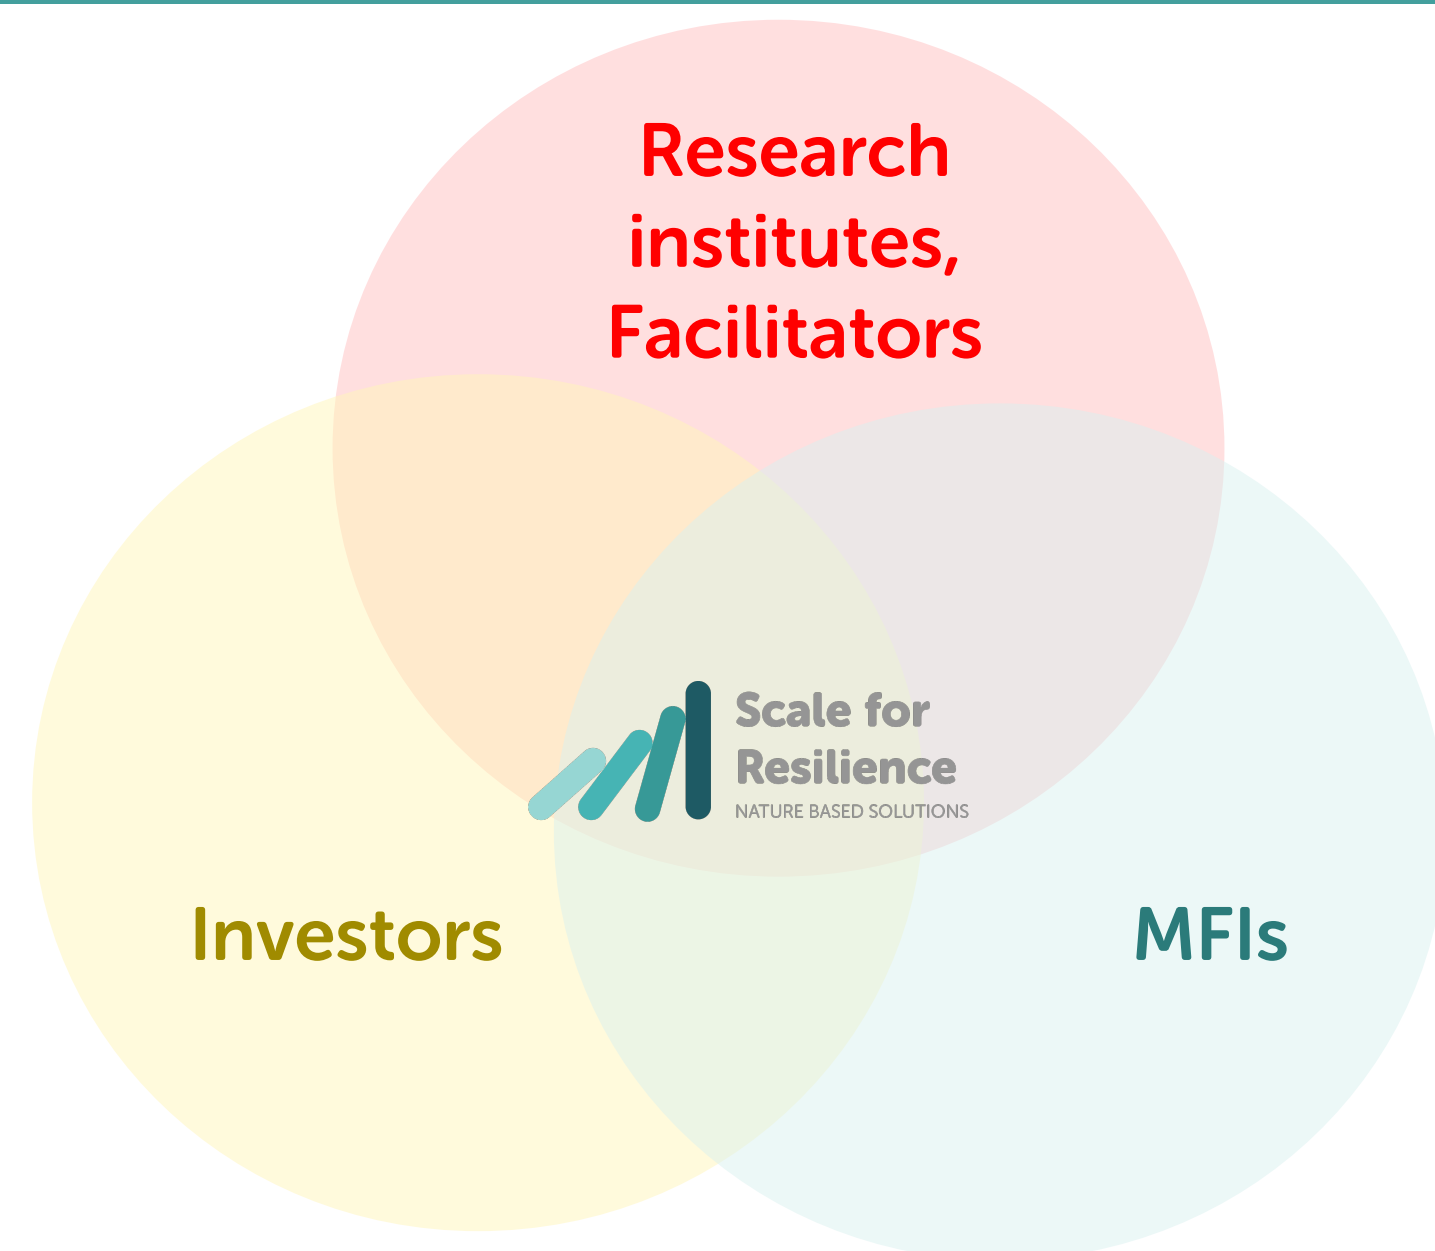 Research
institutes,
Facilitators
Scale for
Resilience
NATURE BASED SOLUTIONS
Investors
MFIs